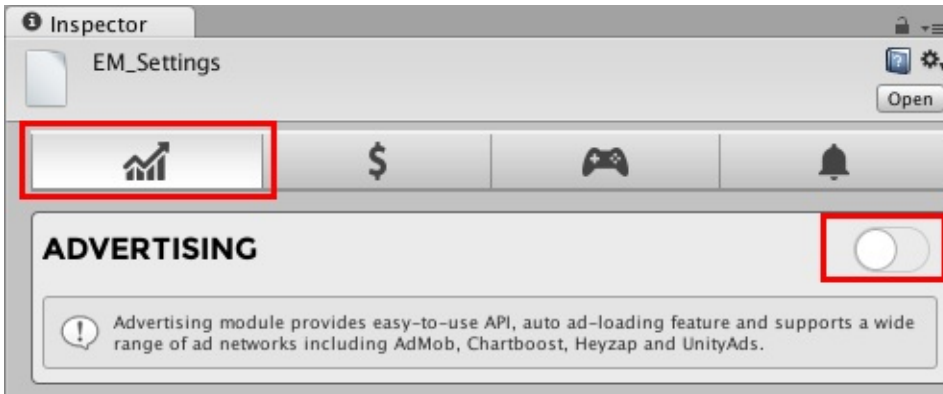 Inspector
EM_Settings
Open
$
ADVERTISING
Advertising module provides easy-to-use API, auto ad-loading feature and supports a wide
range of ad networks including AdMob, Chartboost, Heyzap and UnityAds.